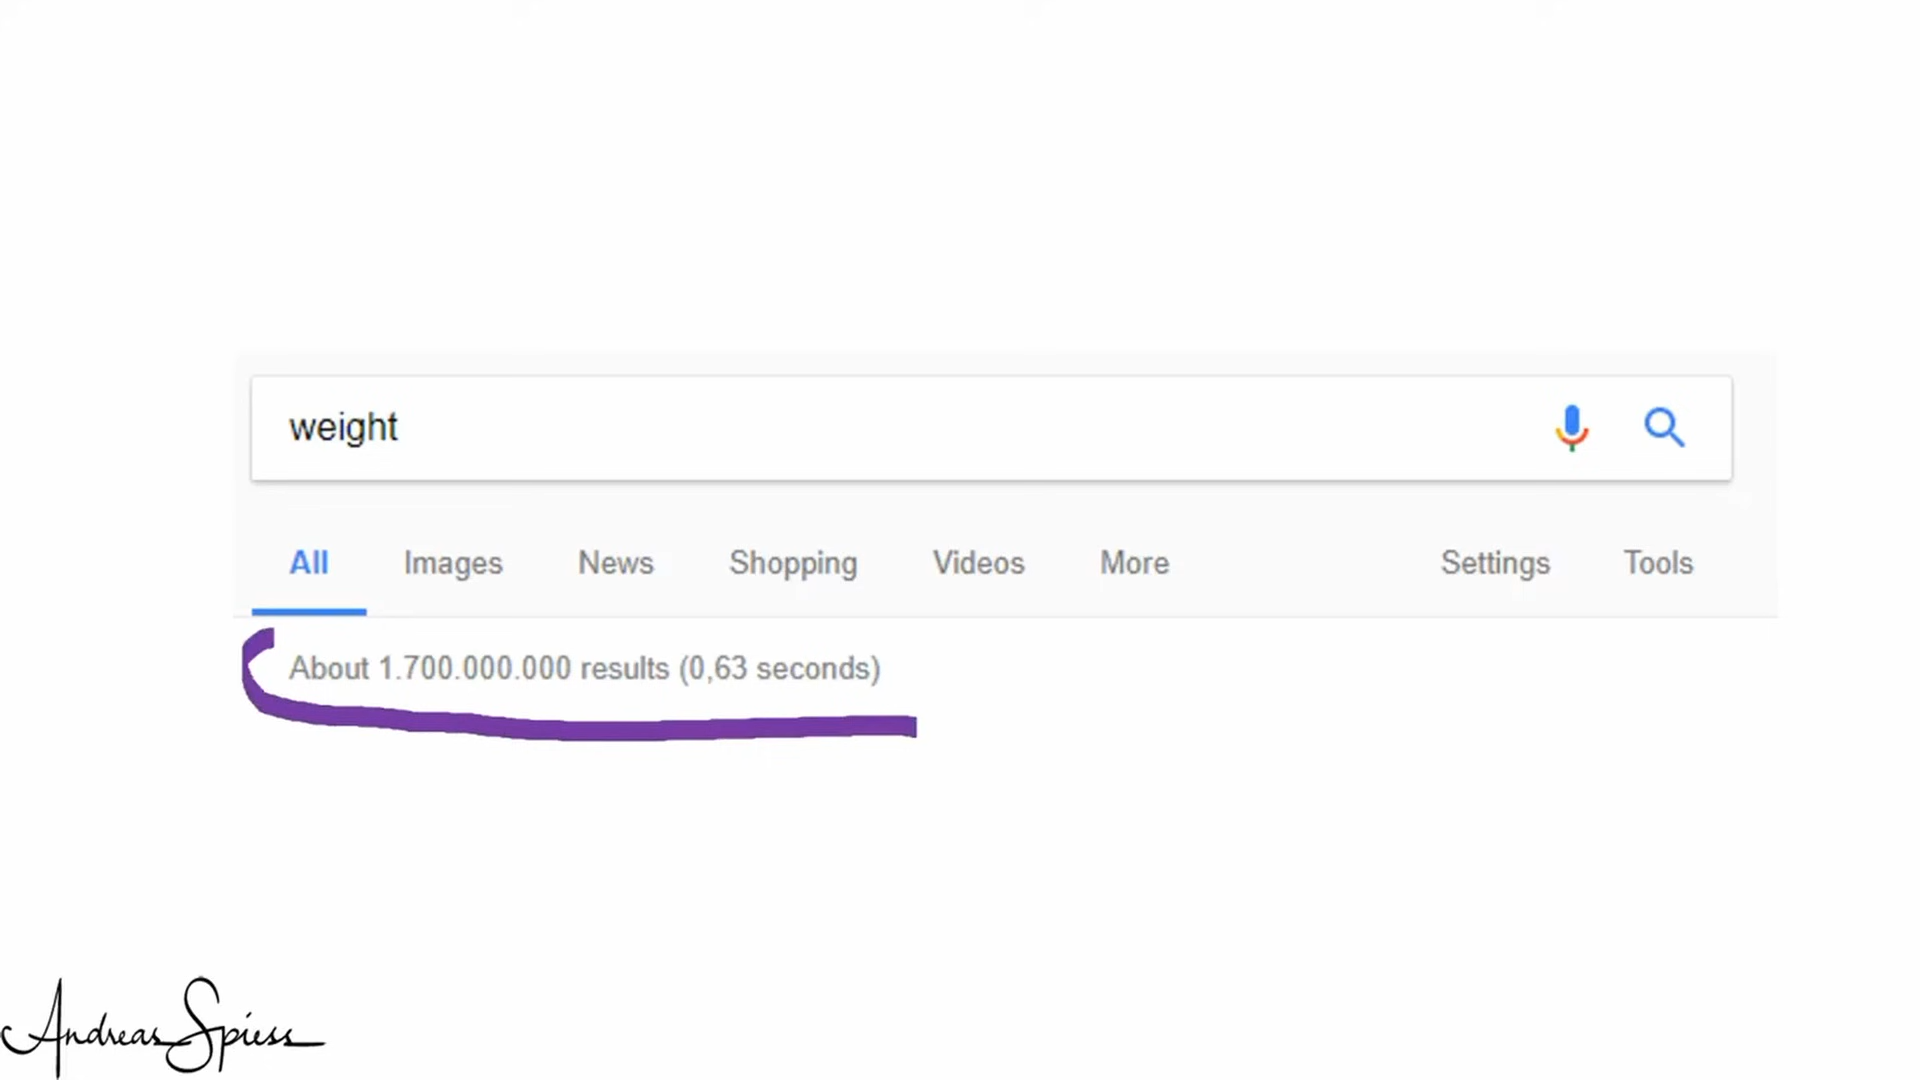 weight
All Images News Shopping Videos More Settings Tools
About 1.700.000.000 results (0,63 seconds)
Andreas Spiess